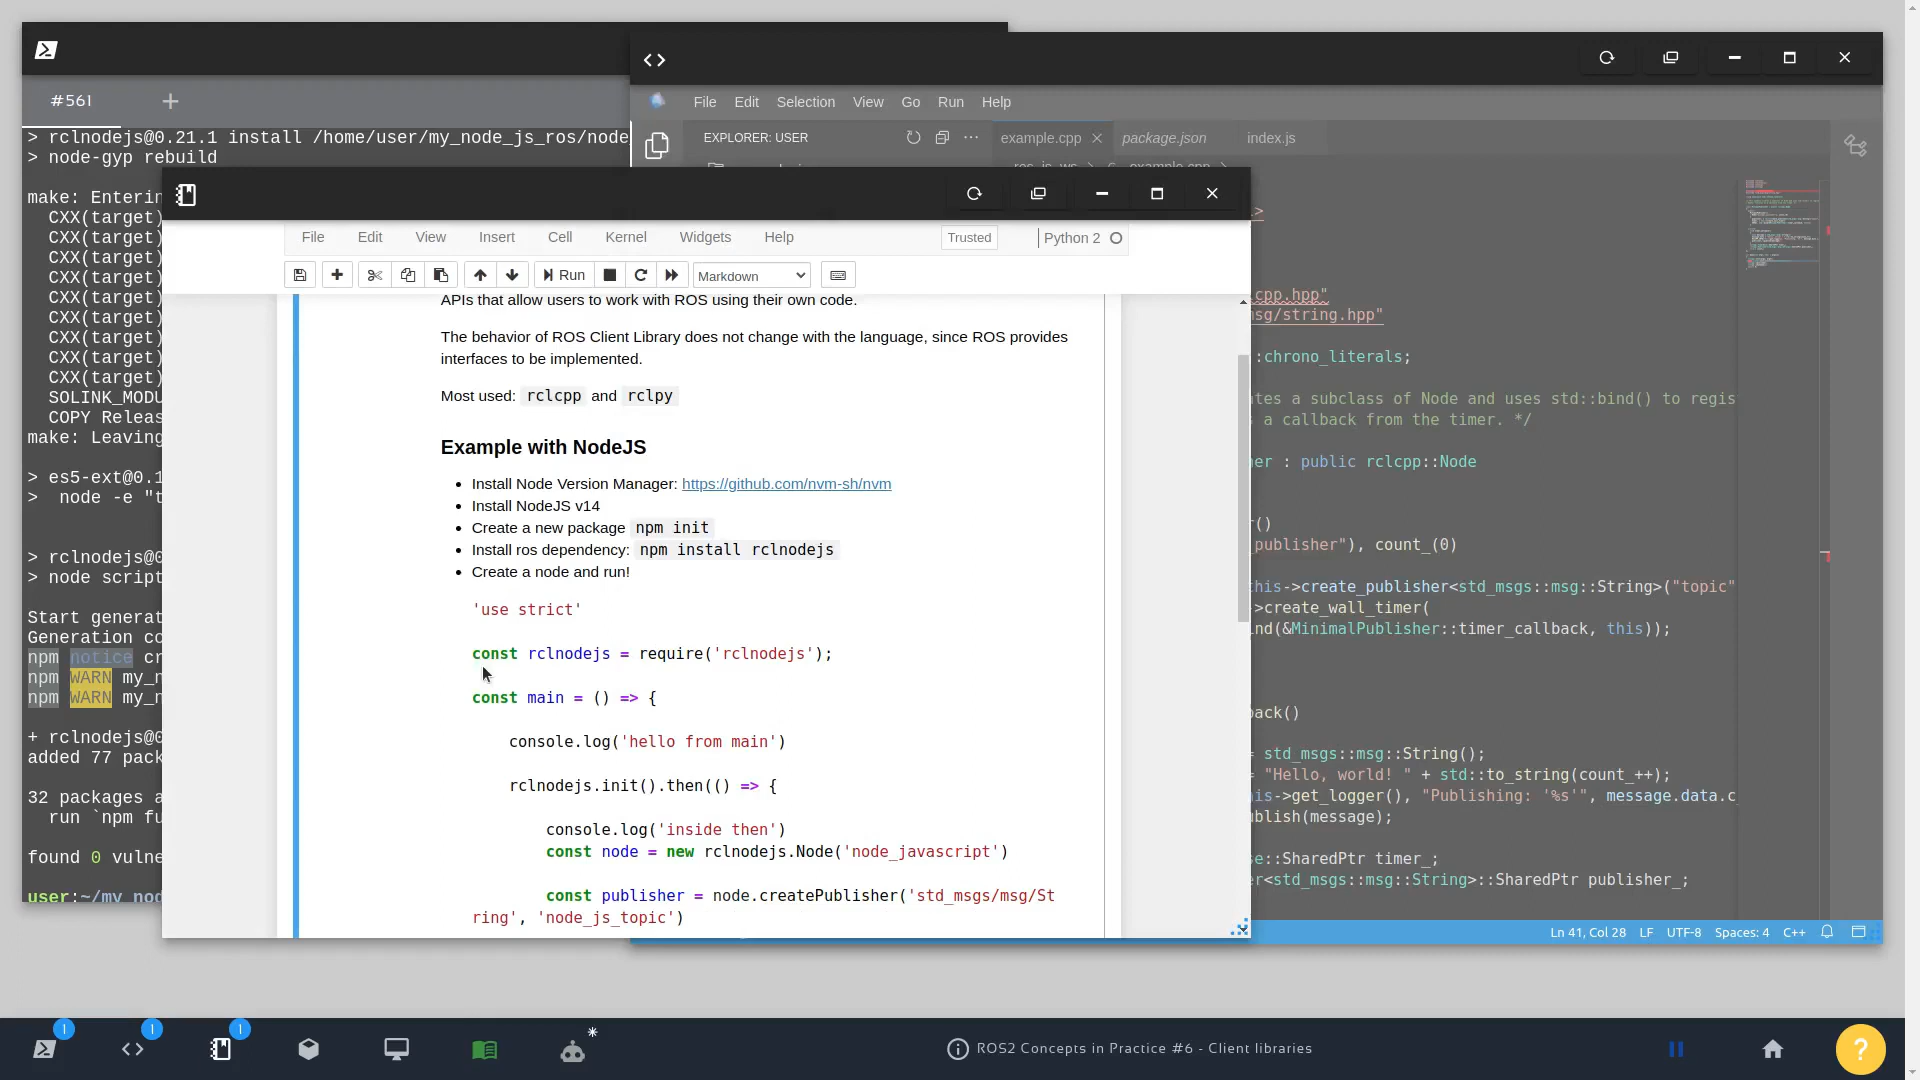 #561
+
> rclnodejs@0.21.1 install /home/user/my_node_js_ros/node
> node-gyp rebuild
make: Enterin
CXX(target)
CXX(target)
CXX(target)
CXX(target)
CXX(target)
CXX(target)
CXX(target)
CXX(target)
CXX(target)
SOLINK_MODU
COPY Releas
make: Leaving
> es5-ext@0.1
>  node -e "t
> rclnodejs@0
> node script
Start generat
Generation co
npm notice cr
npm WARN my_n
npm WARN my_n
+ rclnodejs@0
added 77 pack
32 packages a
run `npm fu
found 0 vulne
user:~/my_nod
File Edit Selection View Go Run Help
EXPLORER: USER
example.cpp package.json index.js
ros_js_ws > example.cpp >
File Edit View Insert Cell Kernel Widgets Help
Trusted
Python 2
Run
Markdown
APIs that allow users to work with ROS using their own code.
The behavior of ROS Client Library does not change with the language, since ROS provides
interfaces to be implemented.
Most used: rclcpp and rclpy
Example with NodeJS
• Install Node Version Manager: https://github.com/nvm-sh/nvm
• Install NodeJS v14
• Create a new package npm init
• Install ros dependency: npm install rclnodejs
• Create a node and run!
'use strict'
const rclnodejs = require('rclnodejs');
const main = () => {
console.log('hello from main')
rclnodejs.init().then(() => {
console.log('inside then')
const node = new rclnodejs.Node('node_javascript')
const publisher = node.createPublisher('std_msgs/msg/St
ring', 'node_js_topic')
>
cpp.hpp"
msg/string.hpp"
:chrono_literals;
ates a subclass of Node and uses std::bind() to regis
a callback from the timer. */
er : public rclcpp::Node
r()
publisher"), count_(0)
this->create_publisher<std_msgs::msg::String>("topic"
->create_wall_timer(
ind(&MinimalPublisher::timer_callback, this));
back()
= std_msgs::msg::String();
= "Hello, world! " + std::to_string(count_++);
his->get_logger(), "Publishing: '%s'", message.data.c_
ublish(message);
se::SharedPtr timer_;
er<std_msgs::msg::String>::SharedPtr publisher_;
Ln 41, Col 28 LF UTF-8 Spaces: 4 C++
1
1
1
ROS2 Concepts in Practice #6 - Client libraries
?